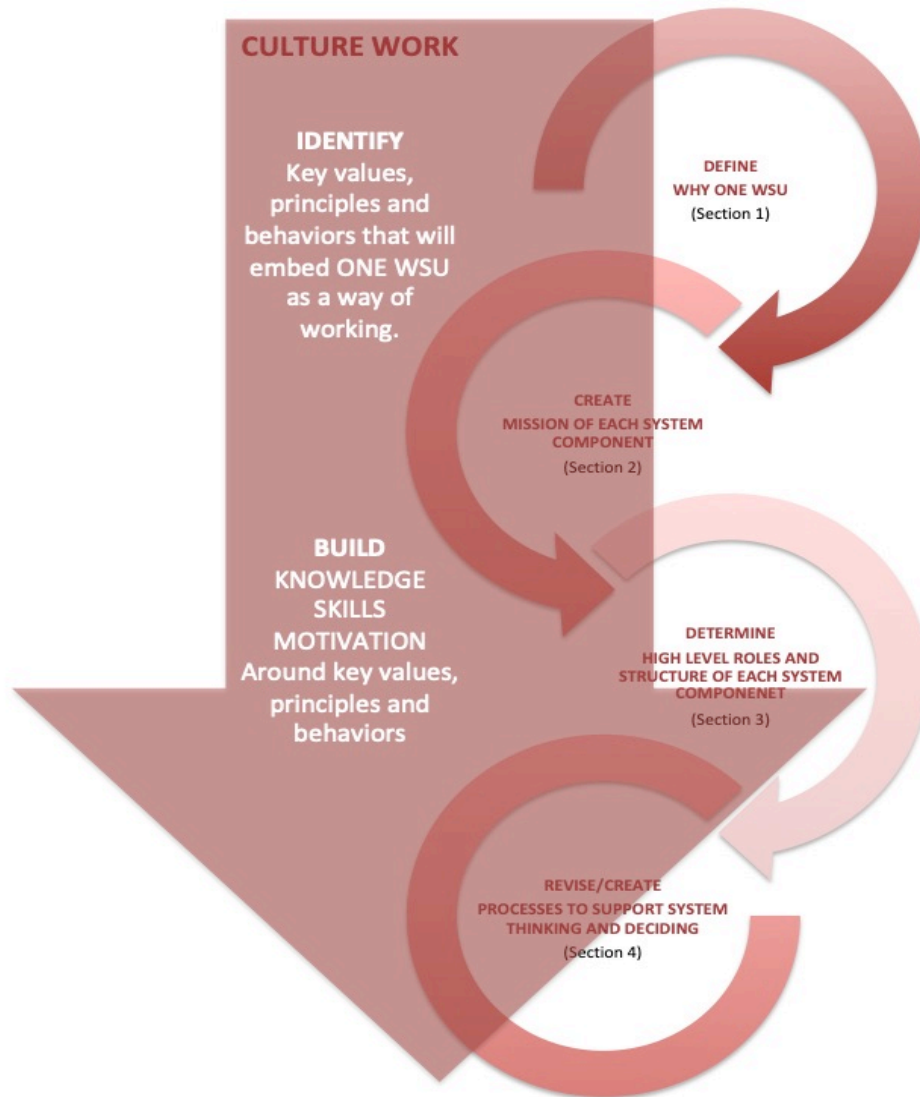 CULTURE WORK
IDENTIFY
Key values,
principles and
behaviors that will
embed ONE WSU
as a way of
working.
BUILD
KNOWLEDGE
SKILLS
MOTIVATION
Around key values,
principles and
behaviors
DEFINE
WHY ONE WSU
(Section 1)
CREATE
MISSION OF EACH SYSTEM
COMPONENT
(Section 2)
DETERMINE
HIGH LEVEL ROLES AND
STRUCTURE OF EACH SYSTEM
COMPONENET
(Section 3)
REVISE/CREATE
PROCESSES TO SUPPORT SYSTEM
THINKING AND DECIDING
(Section 4)